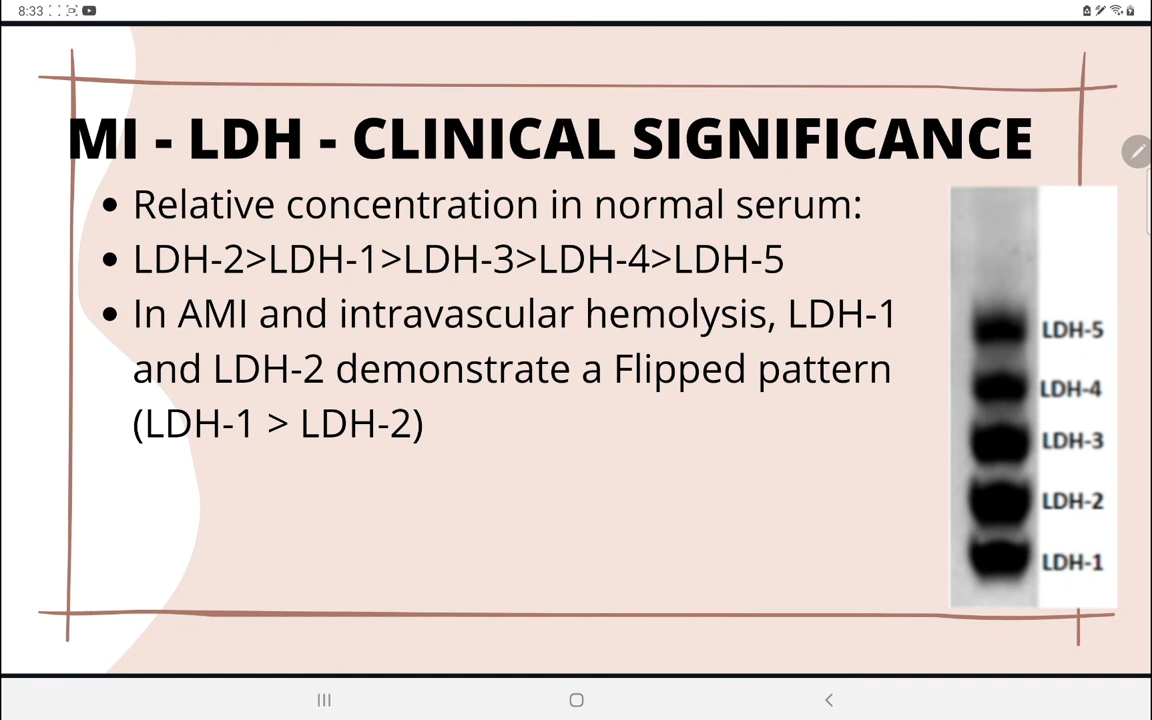 8:33
MI - LDH - CLINICAL SIGNIFICANCE
• Relative concentration in normal serum:
• LDH-2>LDH-1>LDH-3>LDH-4>LDH-5
• In AMI and intravascular hemolysis, LDH-1
and LDH-2 demonstrate a Flipped pattern
(LDH-1 > LDH-2)
LDH-5
LDH-4
LDH-3
LDH-2
LDH-1